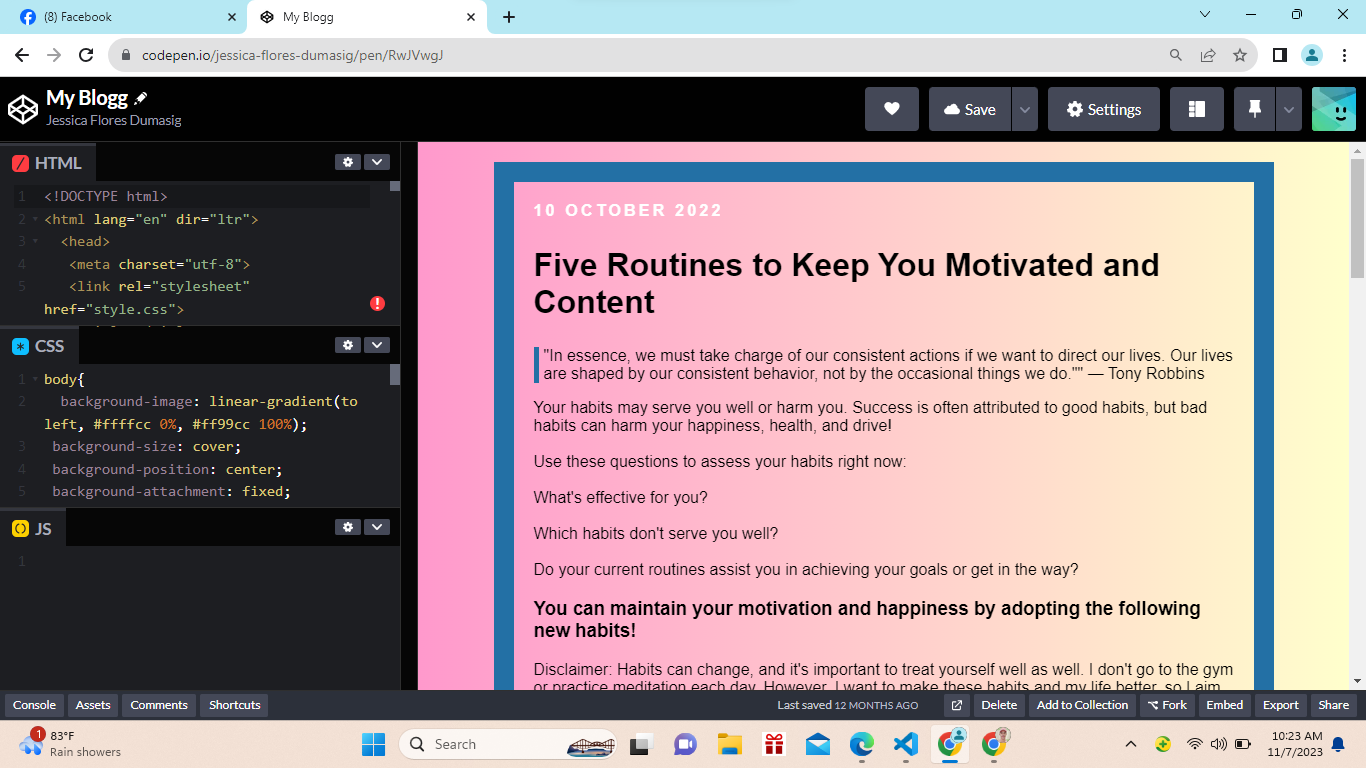 (8) Facebook
My Blogg
codepen.io/jessica-flores-dumasig/pen/RwJVwgJ
My Blogg
Jessica Flores Dumasig
Save
Settings
HTML
1 <!DOCTYPE html>
2 <html lang="en" dir="ltr">
3 <head>
4 <meta charset="utf-8">
5 <link rel="stylesheet"
href="style.css">
CSS
1 body{
2 background-image: linear-gradient(to
left, #ffffcc 0%, #ff99cc 100%);
3 background-size: cover;
4 background-position: center;
5 background-attachment: fixed;
JS
1
10 OCTOBER 2022
Five Routines to Keep You Motivated and
Content
"In essence, we must take charge of our consistent actions if we want to direct our lives. Our lives
are shaped by our consistent behavior, not by the occasional things we do."" — Tony Robbins
Your habits may serve you well or harm you. Success is often attributed to good habits, but bad
habits can harm your happiness, health, and drive!
Use these questions to assess your habits right now:
What's effective for you?
Which habits don't serve you well?
Do your current routines assist you in achieving your goals or get in the way?
You can maintain your motivation and happiness by adopting the following
new habits!
Disclaimer: Habits can change, and it's important to treat yourself well as well. I don't go to the gym
or practice meditation each day. However, I want to make these habits and my life better, so I aim
Console
Assets
Comments
Shortcuts
Last saved 12 MONTHS AGO
Delete
Add to Collection
Fork
Embed
Export
Share
1
83°F
Rain showers
Search
10:23 AM
11/7/2023